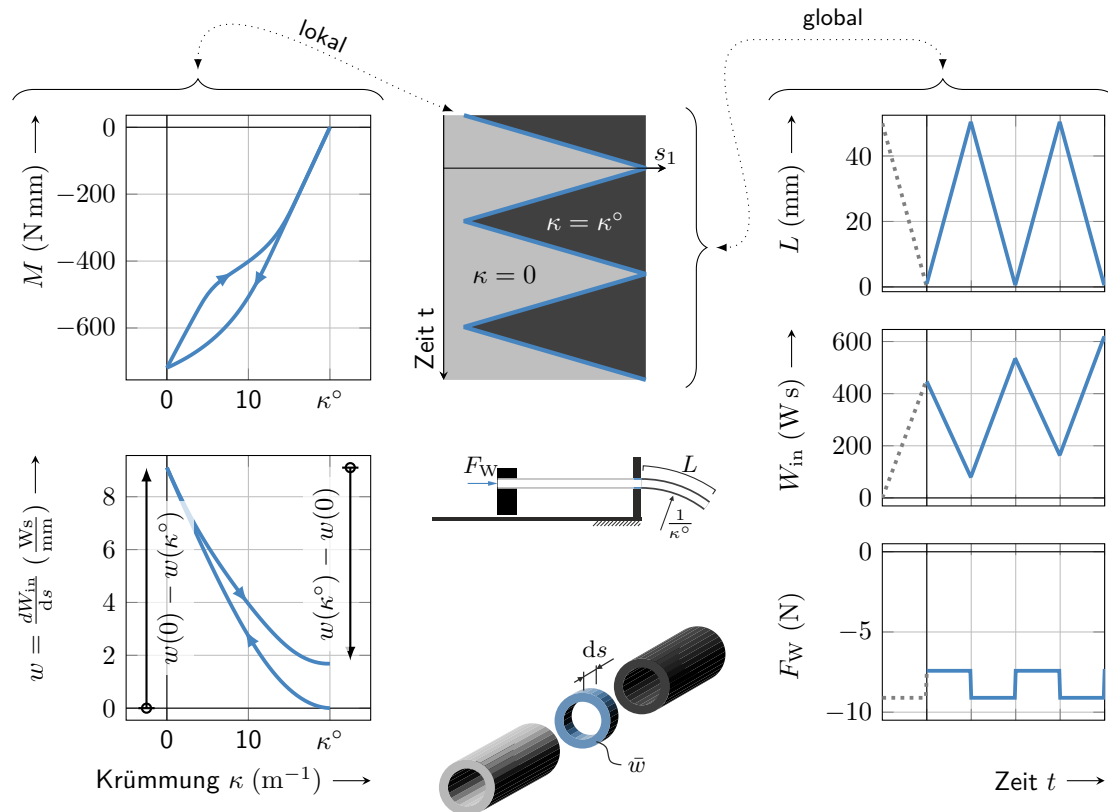 lokal
global
M (N mm)
0
−200
−400
−600
0
10
κ°
s₁
κ = κ°
κ = 0
Zeit t
L (mm)
40
20
0
W_in (W s)
600
400
200
0
F_W (N)
0
−5
−10
Zeit t
w = dW_in/ds (Ws/mm)
8
6
4
2
0
w(0) − w(κ°)
w(κ°) − w(0)
0
10
κ°
Krümmung κ (m⁻¹)
F_W
L
1/κ°
ds
w̄